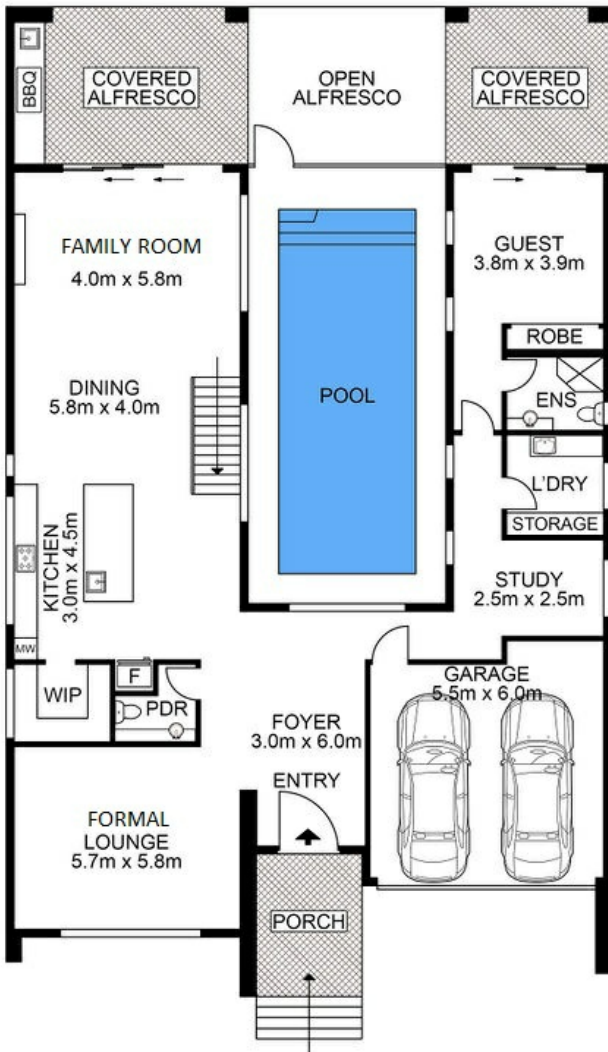 BBQ
COVERED
ALFRESCO
OPEN
ALFRESCO
COVERED
ALFRESCO
FAMILY ROOM
4.0m x 5.8m
GUEST
3.8m x 3.9m
ROBE
DINING
5.8m x 4.0m
POOL
ENS
L'DRY
STORAGE
KITCHEN
3.0m x 4.5m
STUDY
2.5m x 2.5m
MW
WIP
F
PDR
GARAGE
5.5m x 6.0m
FOYER
3.0m x 6.0m
ENTRY
FORMAL
LOUNGE
5.7m x 5.8m
PORCH